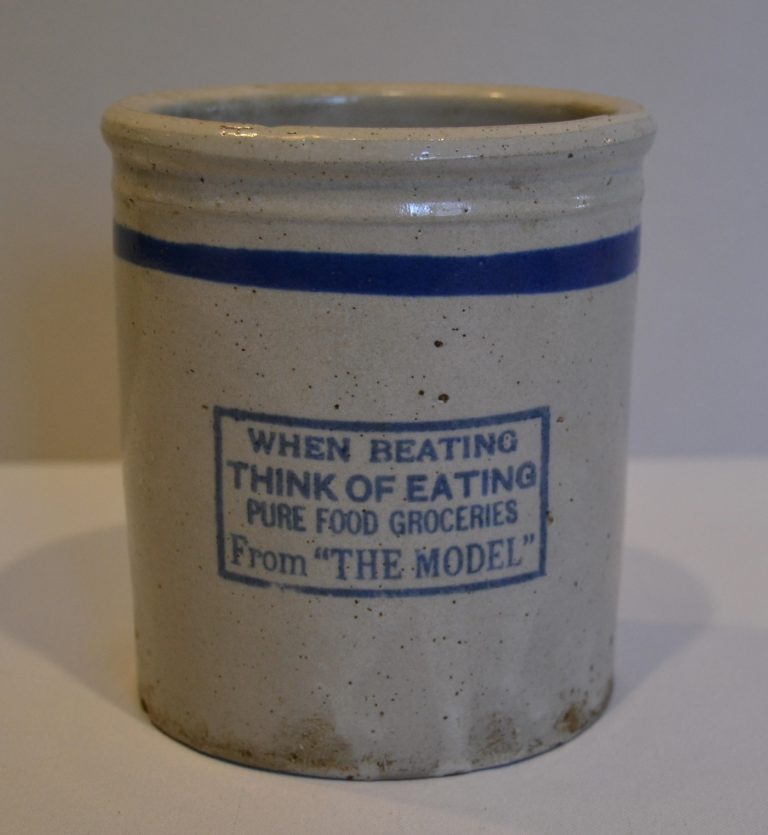 WHEN BEATING
THINK OF EATING
PURE FOOD GROCERIES
From "THE MODEL"